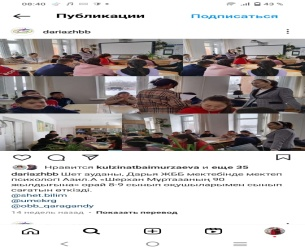 08:40
43 %
Публикации
Подписаться
dariazhbb
Нравится kulzinatbaimurzaeva и еще 35
dariazhbb Шет ауданы, Дарья ЖББ мектебінде мектеп
психологі Азил.А «Шерхан Мұртазаның 90
жылдығына» орай 8-9 сынып оқушыларымен сынып
сағатын өткізді.
@shet.bilim
@umckrg
@obb_qaragandy
14 недель назад · Показать перевод